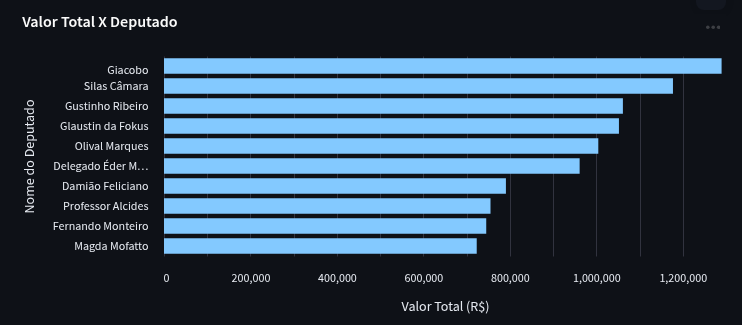 Valor Total X Deputado
Nome do Deputado
Giacobo
Silas Câmara
Gustinho Ribeiro
Glaustin da Fokus
Olival Marques
Delegado Éder M…
Damião Feliciano
Professor Alcides
Fernando Monteiro
Magda Mofatto
0 200,000 400,000 600,000 800,000 1,000,000 1,200,000
Valor Total (R$)